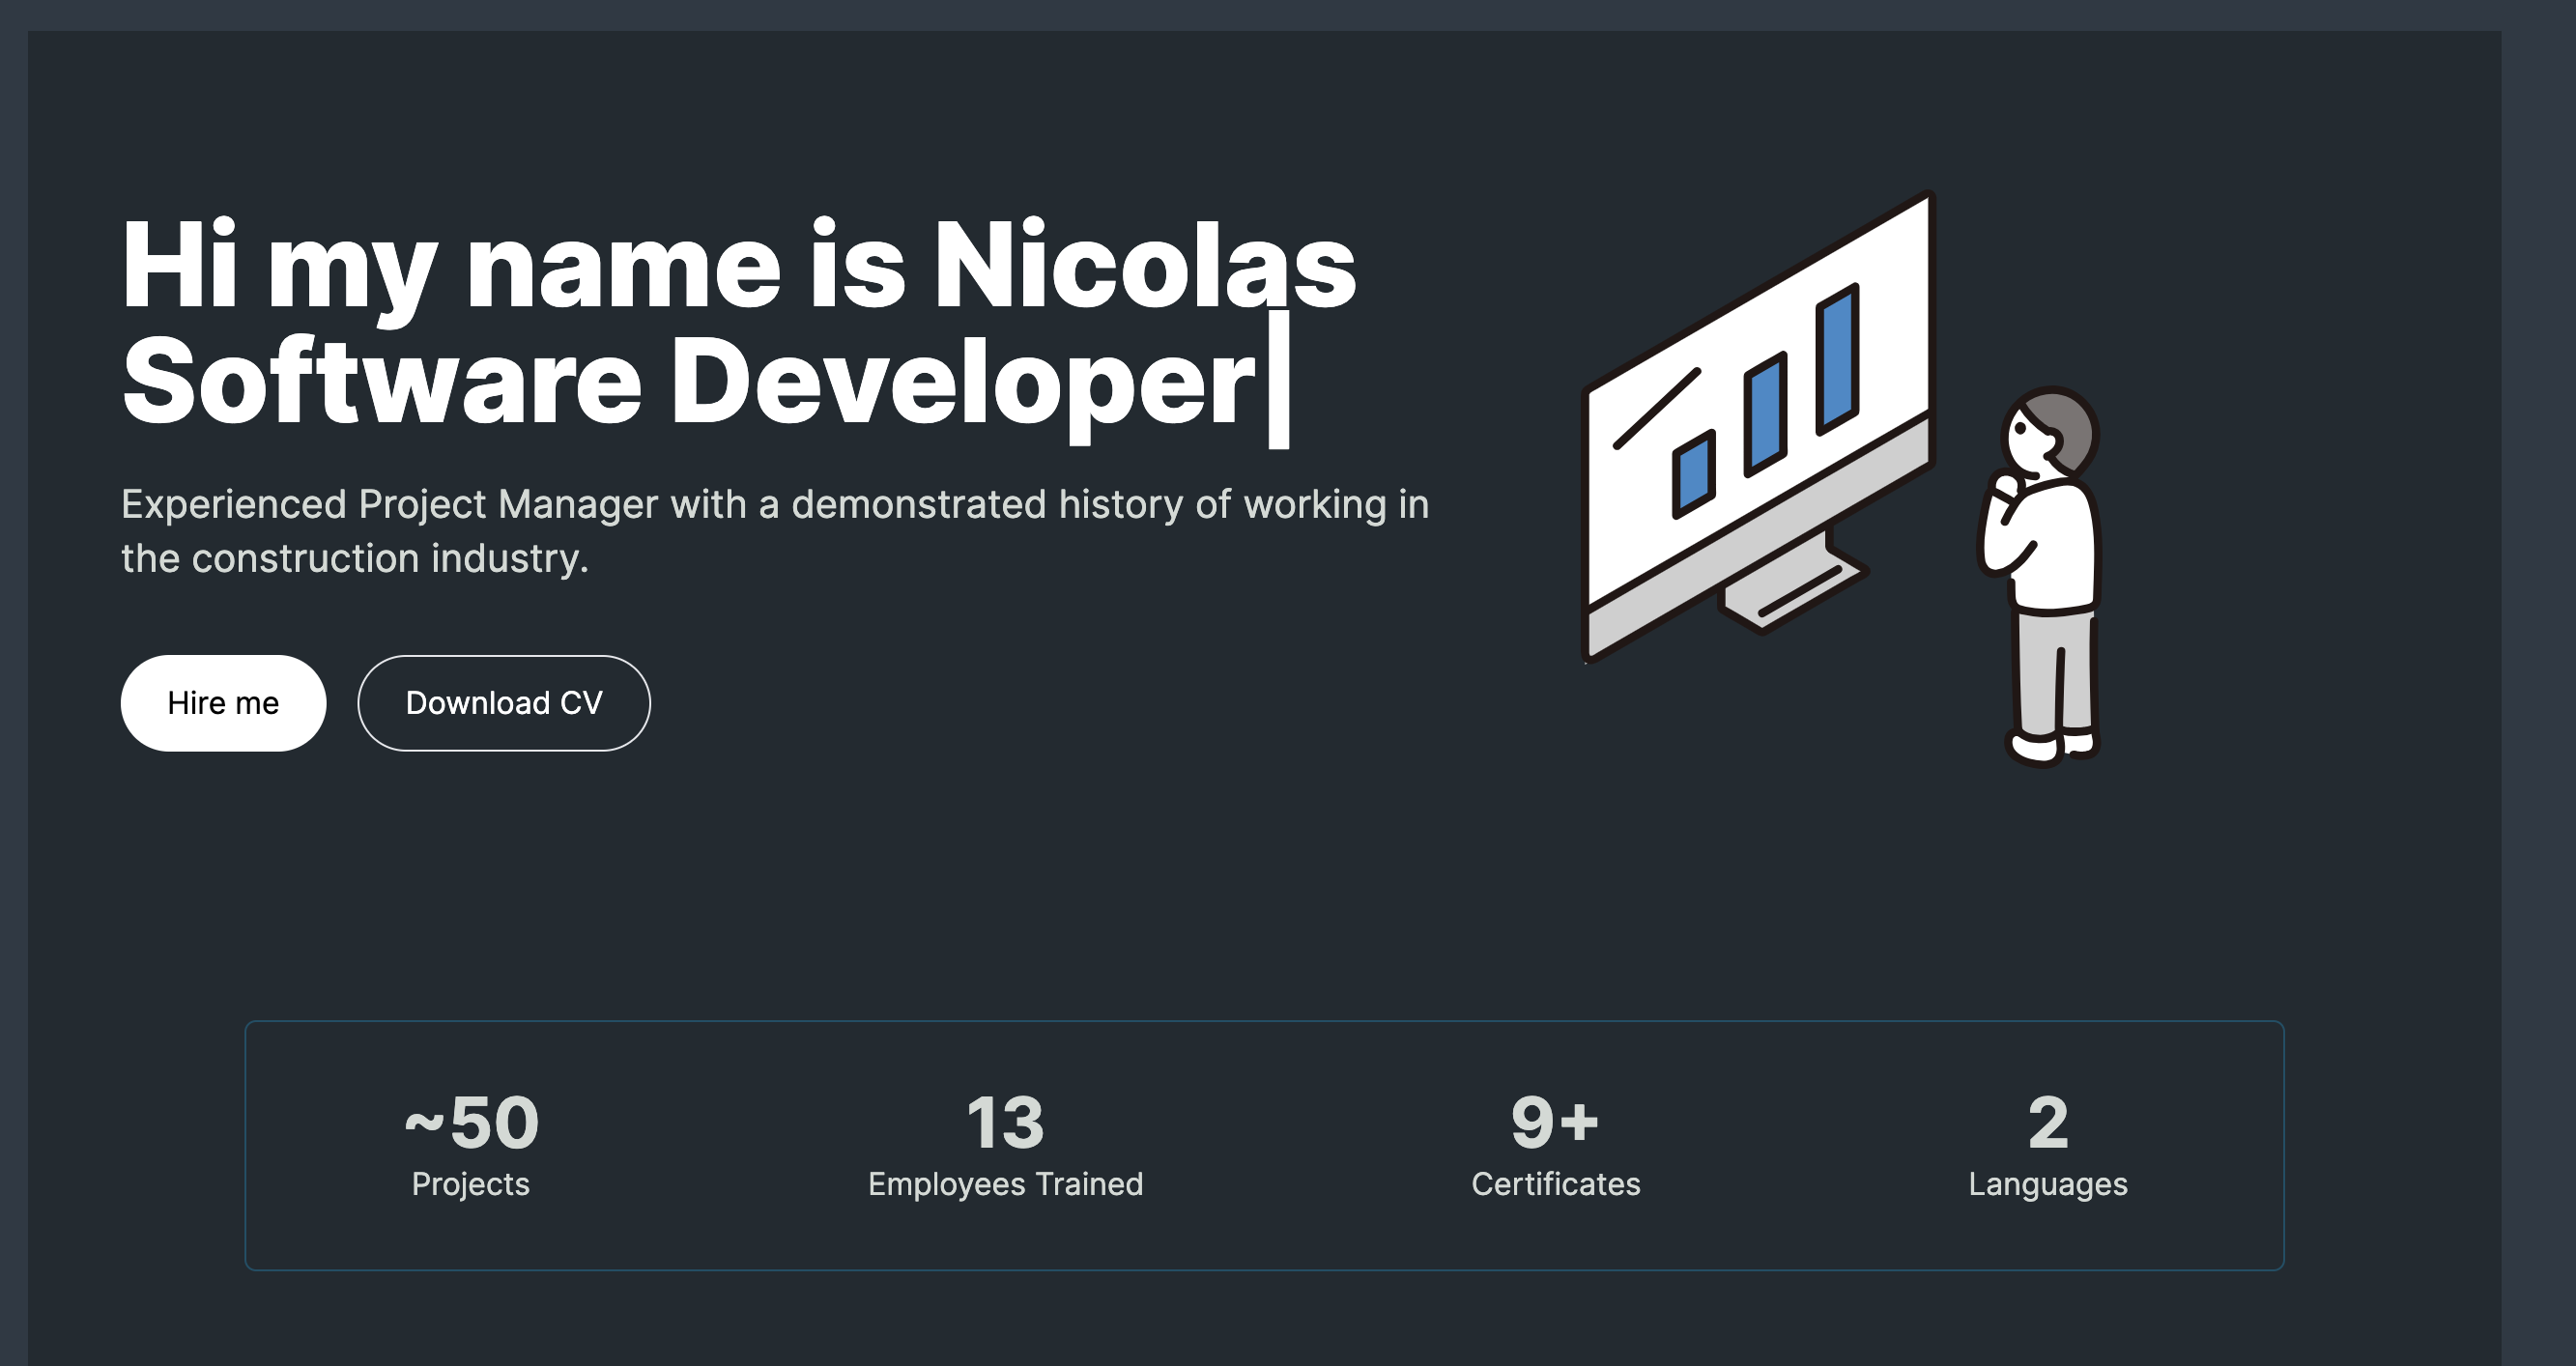 Hi my name is Nicolas
Software Developer|
Experienced Project Manager with a demonstrated history of working in
the construction industry.
Hire me
Download CV
~50
Projects
13
Employees Trained
9+
Certificates
2
Languages